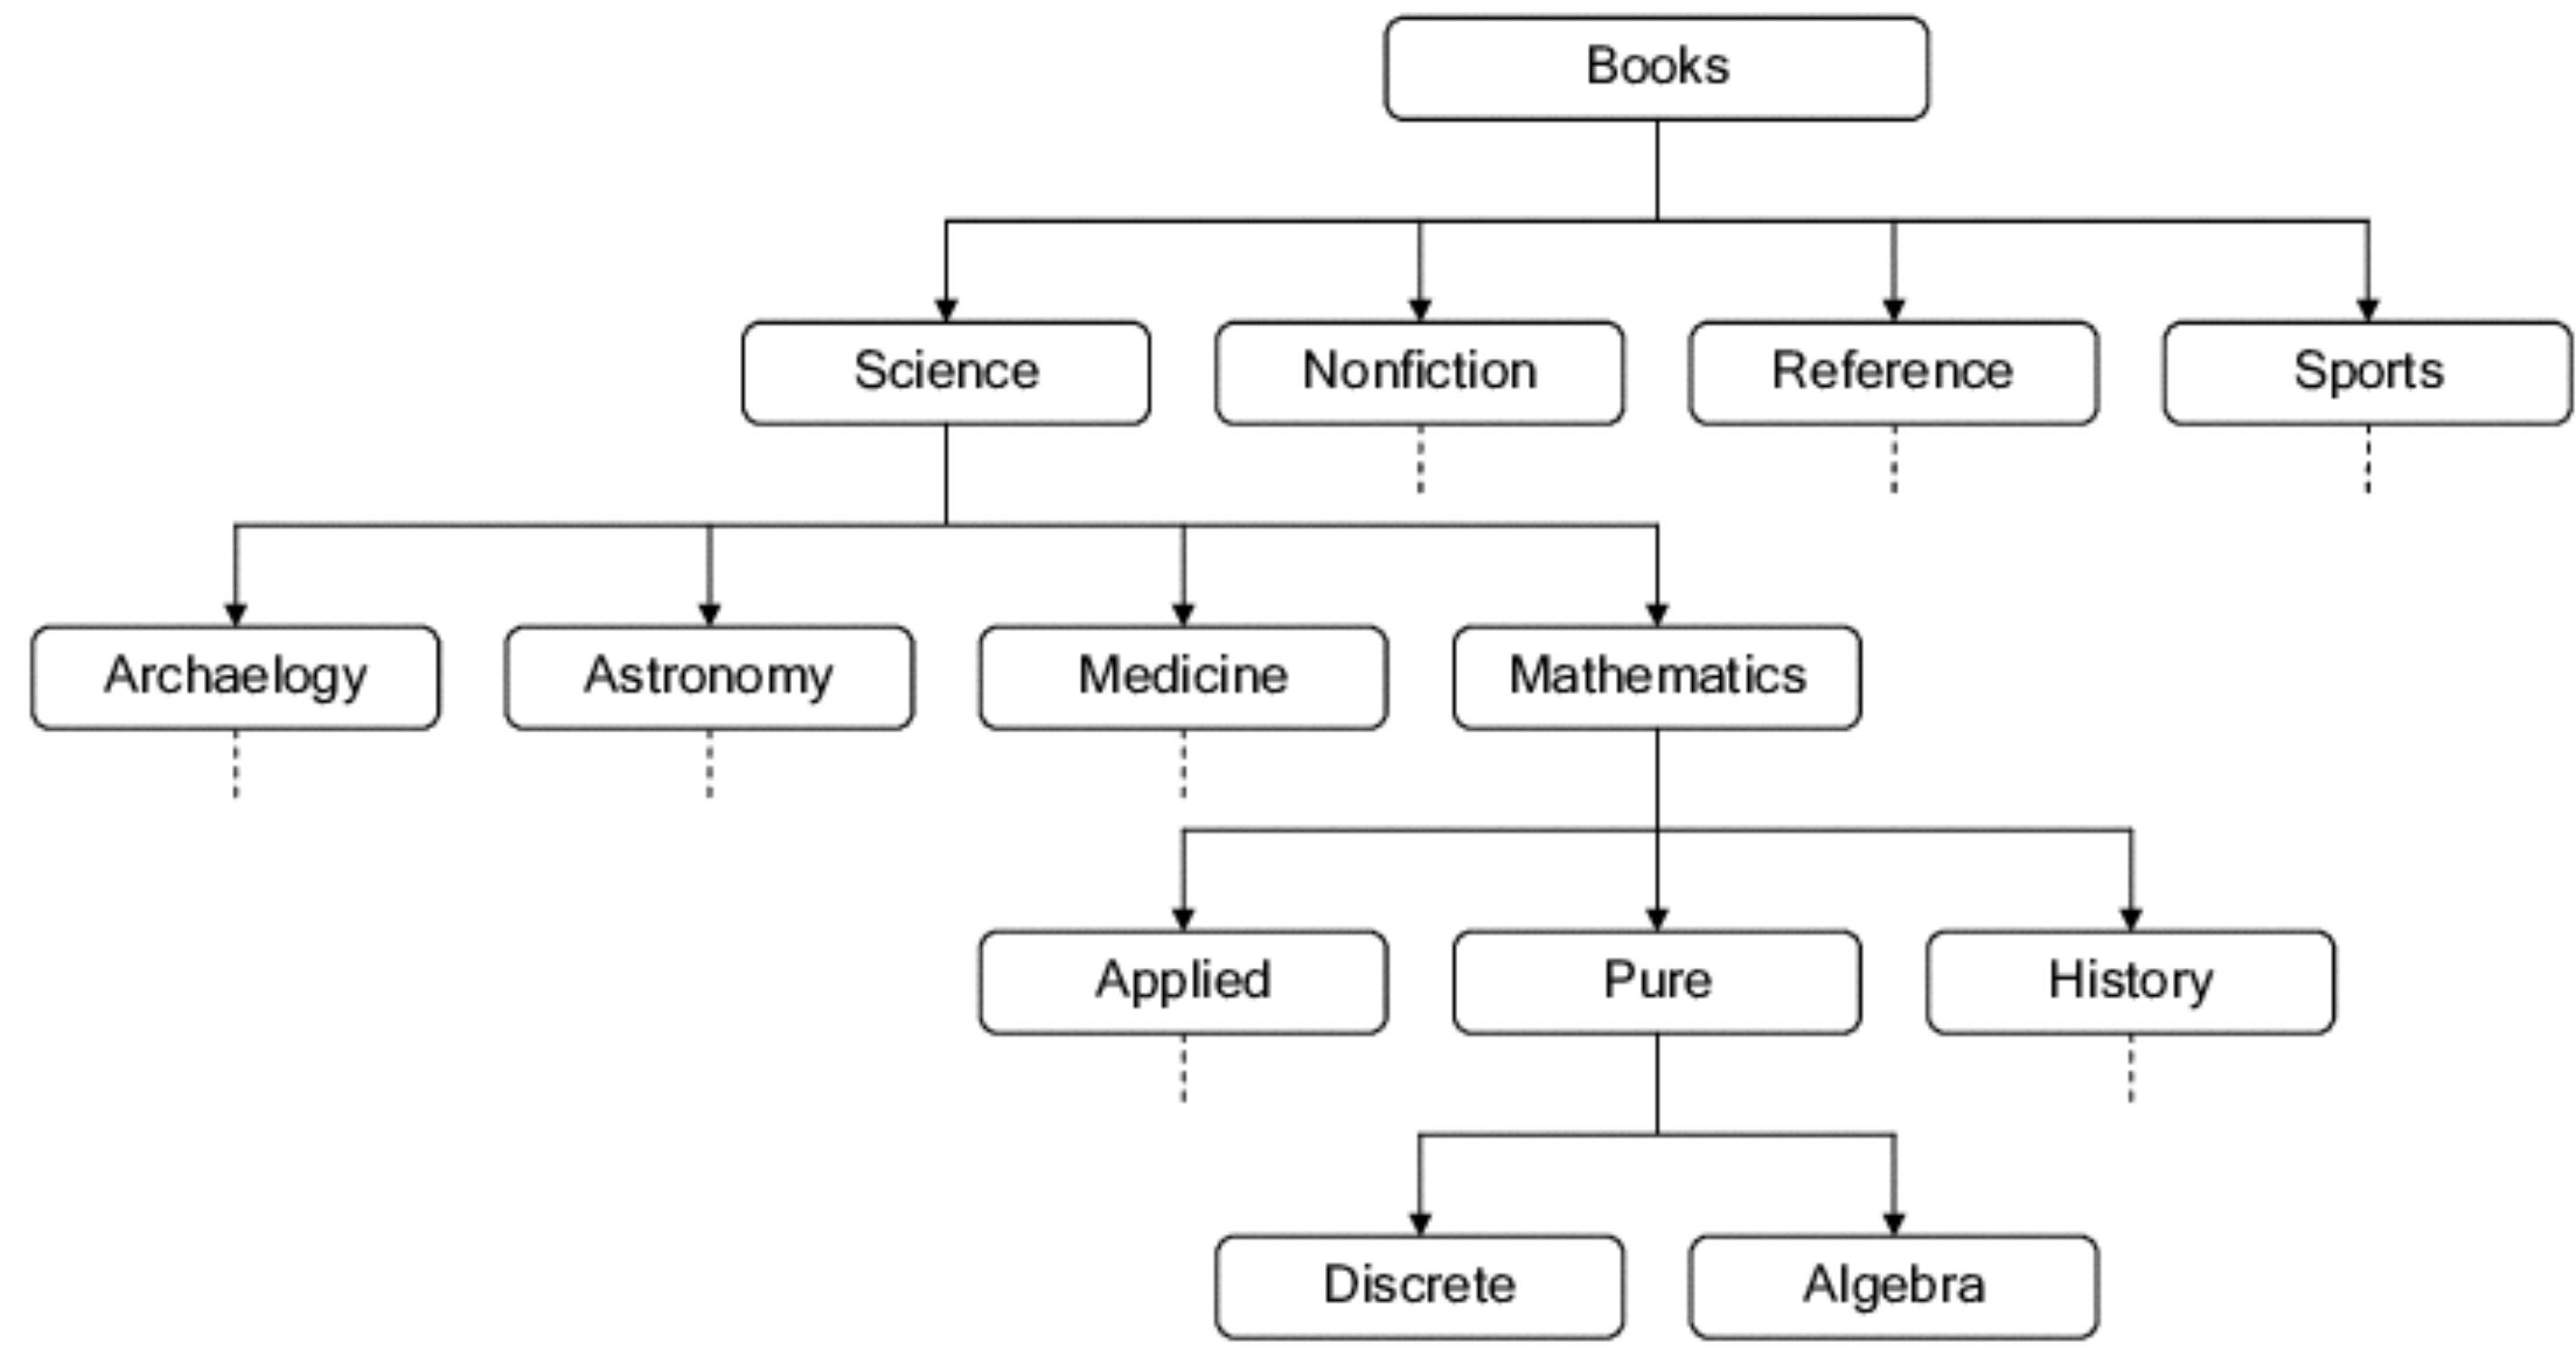 Books
Science Nonfiction Reference Sports
Archaelogy Astronomy Medicine Mathematics
Applied Pure History
Discrete Algebra